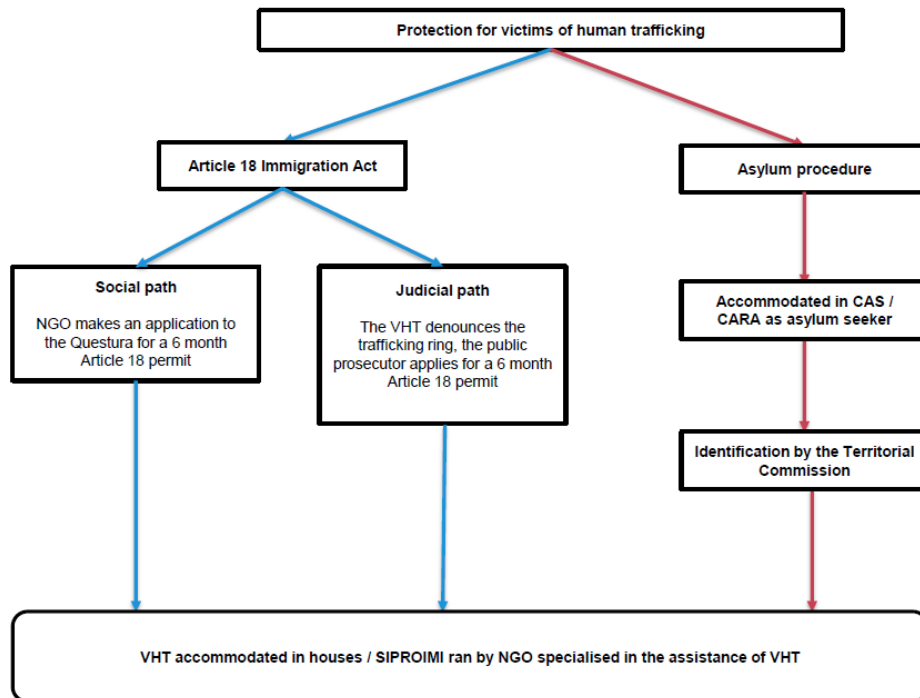 Protection for victims of human trafficking
Article 18 Immigration Act
Asylum procedure
Social path
NGO makes an application to
the Questura for a 6 month
Article 18 permit
Judicial path
The VHT denounces the
trafficking ring, the public
prosecutor applies for a 6 month
Article 18 permit
Accommodated in CAS /
CARA as asylum seeker
Identification by the Territorial
Commission
VHT accommodated in houses / SIPROIMI ran by NGO specialised in the assistance of VHT